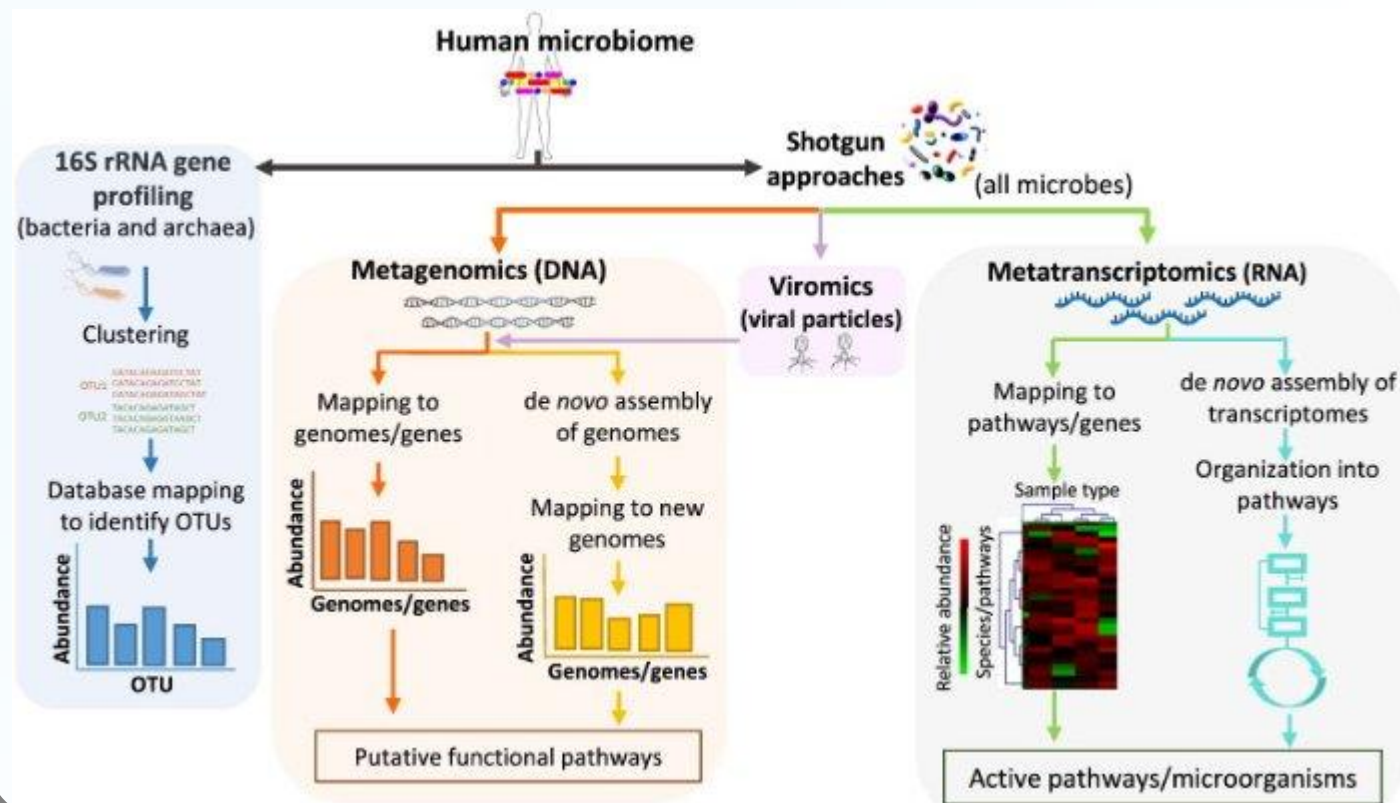 Human microbiome
16S rRNA gene
profiling
(bacteria and archaea)
Clustering
OTU1
GATACAGAGATGCTAT
OTU2
TACACAGAGATAGCT
TACACAGAGATAGCT
Database mapping
to identify OTUs
Abundance
OTU
Shotgun
approaches
(all microbes)
Metagenomics (DNA)
Mapping to
genomes/genes
Abundance
Genomes/genes
de novo assembly
of genomes
Mapping to new
genomes
Abundance
Genomes/genes
Putative functional pathways
Viromics
(viral particles)
Metatranscriptomics (RNA)
Mapping to
pathways/genes
Sample type
Relative abundance
Species/pathways
de novo assembly of
transcriptomes
Organization into
pathways
Active pathways/microorganisms